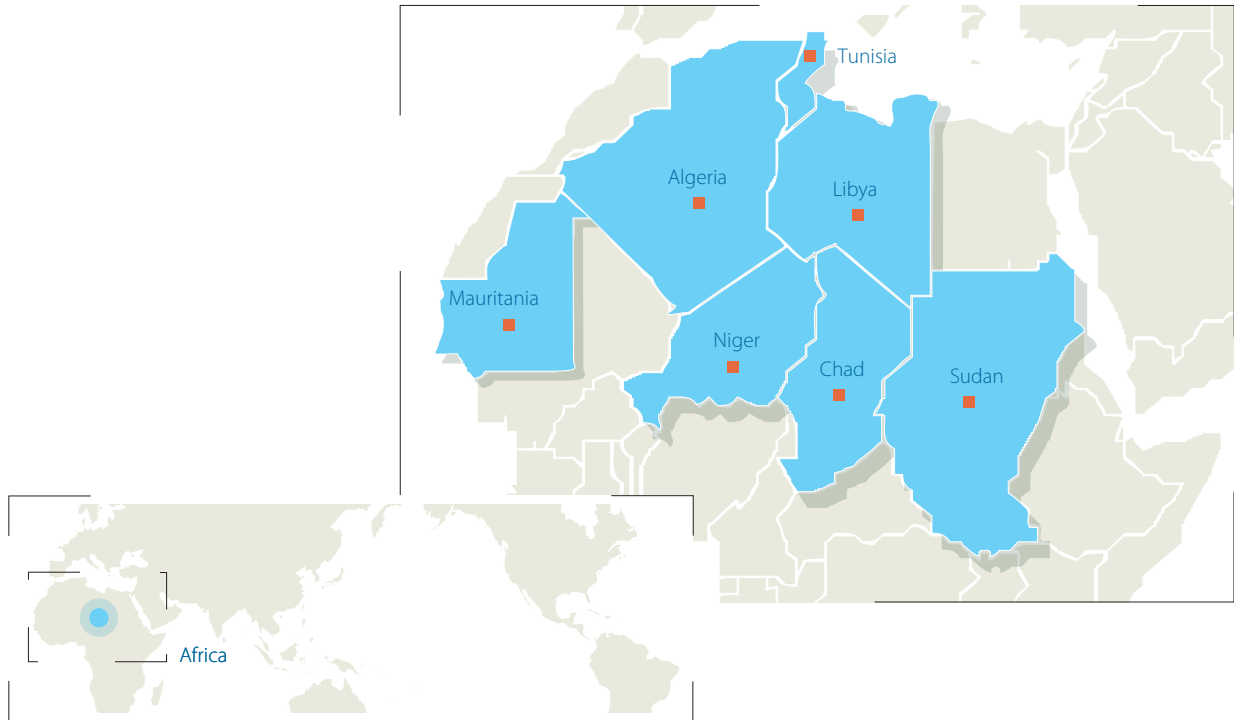 Tunisia
Algeria
Libya
Mauritania
Niger
Chad
Sudan
Africa